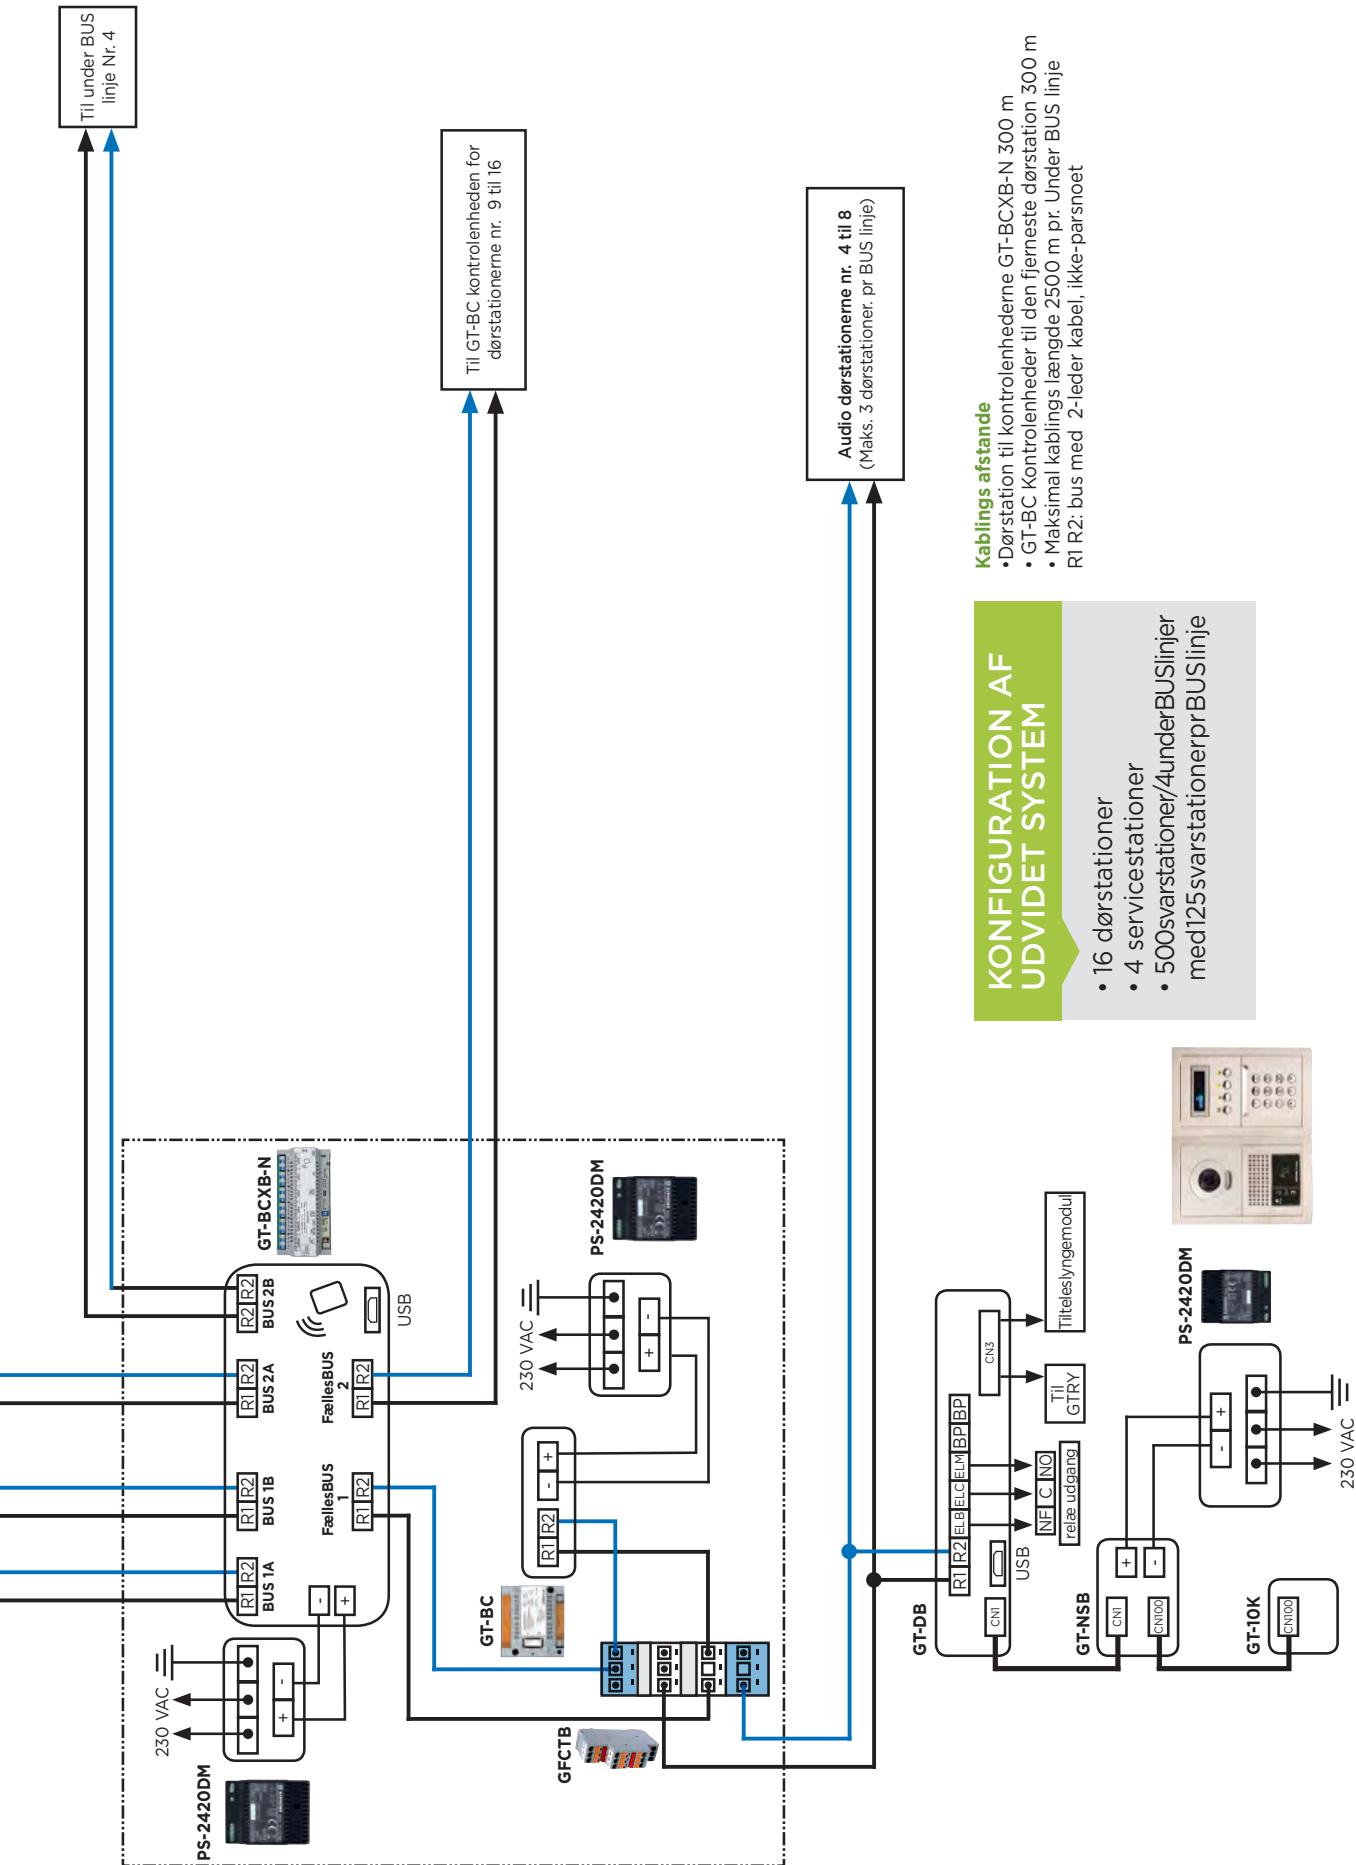 Til under BUS
linje Nr. 4
Til GT-BC kontrolenheden for
dørstationerne nr. 9 til 16
Audio dørstationerne nr. 4 til 8
(Maks. 3 dørstationer. pr BUS linje)
GT-BCXB-N
R1 R2
BUS 1A
R1 R2
BUS 1B
R1 R2
BUS 2A
R2 R2
BUS 2B
FællesBUS
1
R1 R2
FællesBUS
2
R1 R2
USB
-
+
PS-2420DM
230 VAC
+ -
GT-BC
R1 R2
- +
PS-2420DM
230 VAC
+ -
GFCTB
GT-DB
R1 R2 ELB ELC ELM BP BP
CN1
USB
CN3
NF C NO
relæ udgang
Til
GTRY
Tilteleslyngemodul
GT-NSB
CN1
CN100
+
-
GT-10K
CN100
PS-2420DM
- +
230 VAC
KONFIGURATION AF
UDVIDET SYSTEM
• 16 dørstationer
• 4 servicestationer
• 500svarstationer/4underBUSlinjer
med125svarstationerprBUSlinje
Kablings afstande
•Dørstation til kontrolenhederne GT-BCXB-N 300 m
• GT-BC Kontrolenheder til den fjerneste dørstation 300 m
• Maksimal kablings længde 2500 m pr. Under BUS linje
R1 R2: bus med 2-leder kabel, ikke-parsnoet